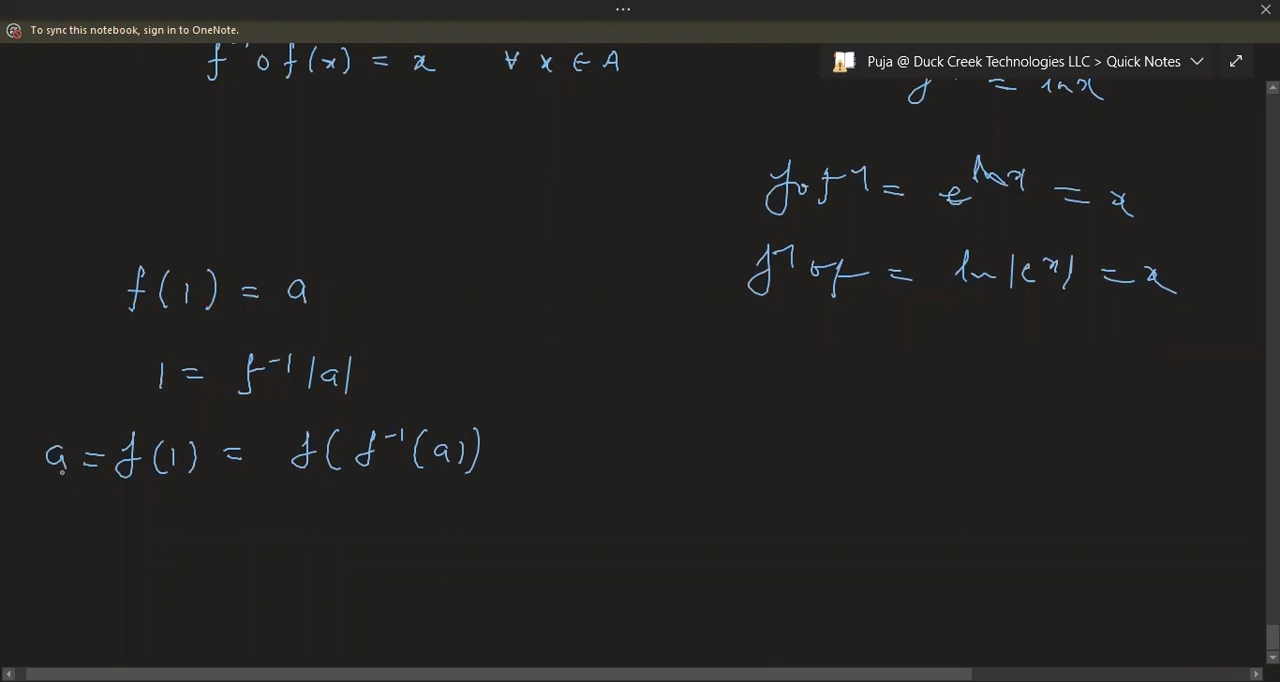 ...
To sync this notebook, sign in to OneNote.
Puja @ Duck Creek Technologies LLC > Quick Notes
f⁻¹ o f(x) = x ∀ x ∈ A
= ln x
f o f⁻¹ = e^{ln x} = x
f⁻¹ o f = ln |e^x| = x
f(1) = a
1 = f⁻¹ |a|
a = f(1) = f(f⁻¹(a))